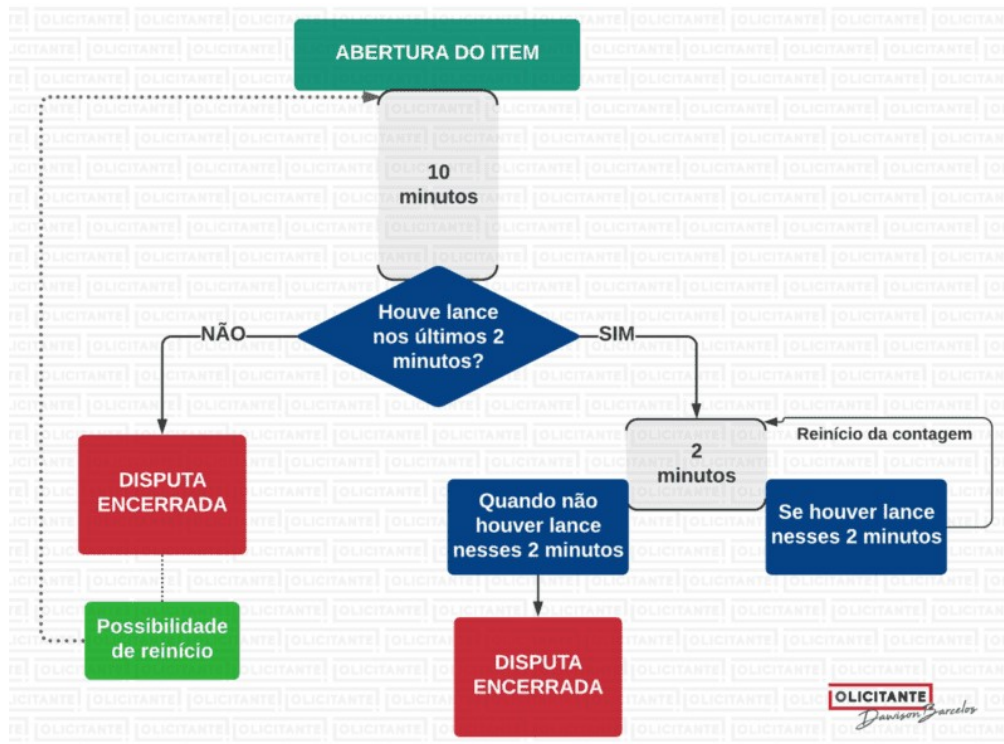 ABERTURA DO ITEM
10
minutos
Houve lance
nos últimos 2
minutos?
NÃO
SIM
DISPUTA
ENCERRADA
2
minutos
Reinício da contagem
Quando não
houver lance
nesses 2 minutos
Se houver lance
nesses 2 minutos
Possibilidade
de reinício
DISPUTA
ENCERRADA
OLICITANTE
Dawison Barcelos